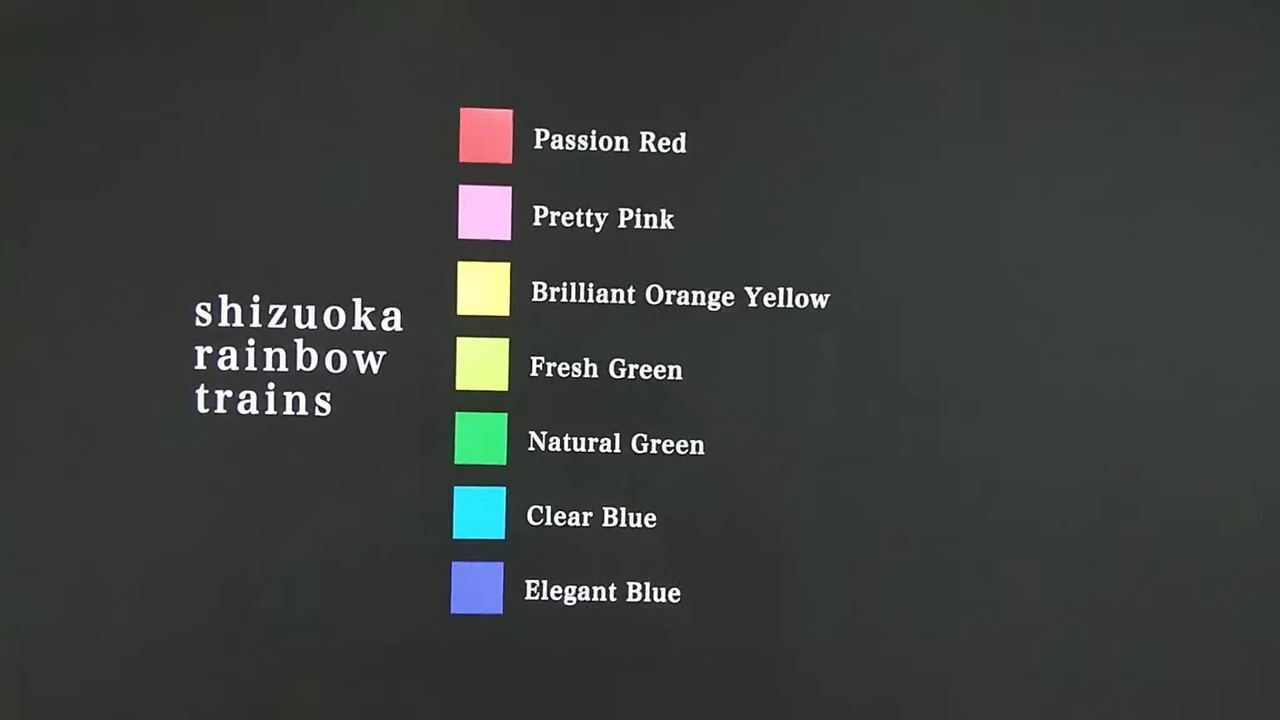 shizuoka
rainbow
trains
Passion Red
Pretty Pink
Brilliant Orange Yellow
Fresh Green
Natural Green
Clear Blue
Elegant Blue